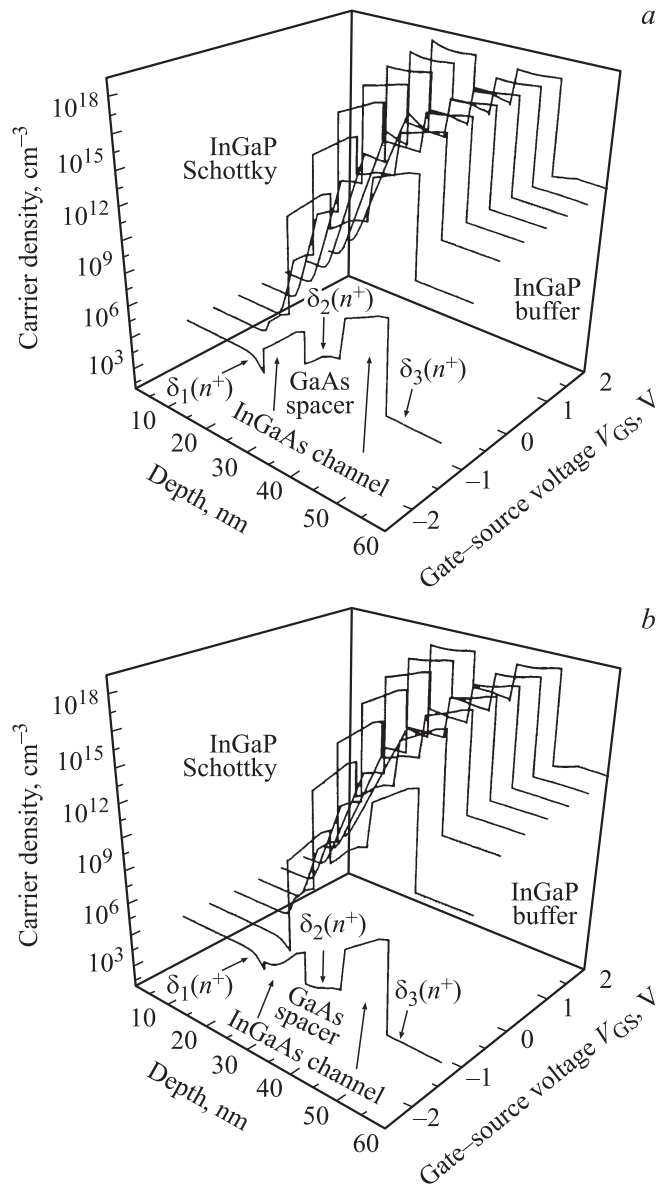 a
10^18
10^15
10^12
10^9
10^6
10^3
Carrier density, cm^–3
InGaP
Schottky
δ2(n+)
δ1(n+)
GaAs
spacer
δ3(n+)
InGaAs channel
InGaP
buffer
10
20
30
40
50
60
Depth, nm
–2
–1
0
1
2
Gate–source voltage VGS, V
b
10^18
10^15
10^12
10^9
10^6
10^3
Carrier density, cm^–3
InGaP
Schottky
δ2(n+)
δ1(n+)
GaAs
spacer
δ3(n+)
InGaAs channel
InGaP
buffer
10
20
30
40
50
60
Depth, nm
–2
–1
0
1
2
Gate–source voltage VGS, V